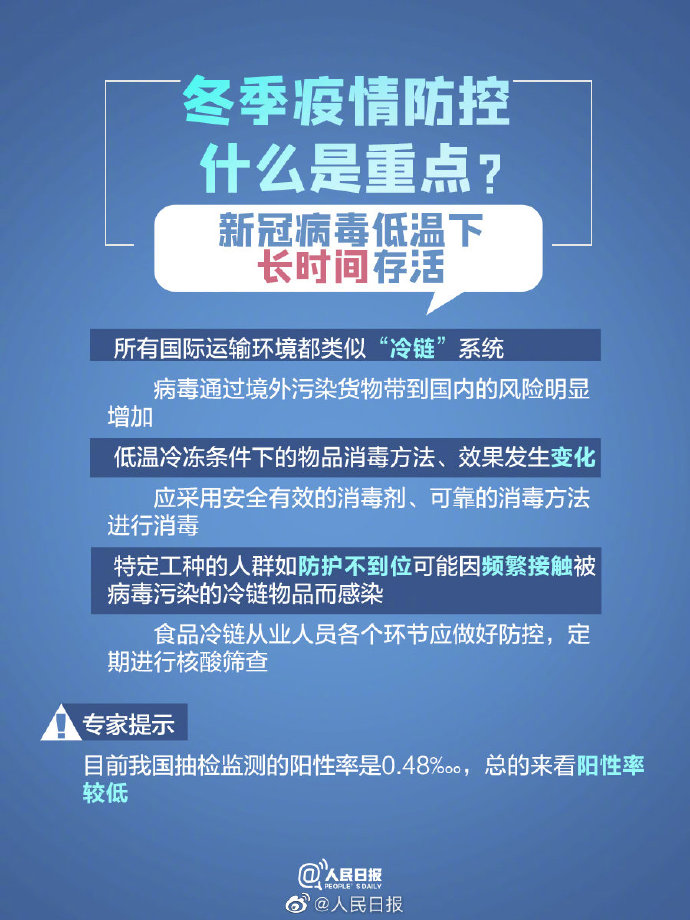 冬季疫情防控
什么是重点?
新冠病毒低温下
长时间存活
所有国际运输环境都类似“冷链”系统
病毒通过境外污染货物带到国内的风险明显
增加
低温冷冻条件下的物品消毒方法、效果发生变化
应采用安全有效的消毒剂、可靠的消毒方法
进行消毒
特定工种的人群如防护不到位可能因频繁接触被
病毒污染的冷链物品而感染
食品冷链从业人员各个环节应做好防控，定
期进行核酸筛查
专家提示
目前我国抽检监测的阳性率是0.48‱，总的来看阳性率
较低
@人民日报
PEOPLE'S DAILY
@人民日报